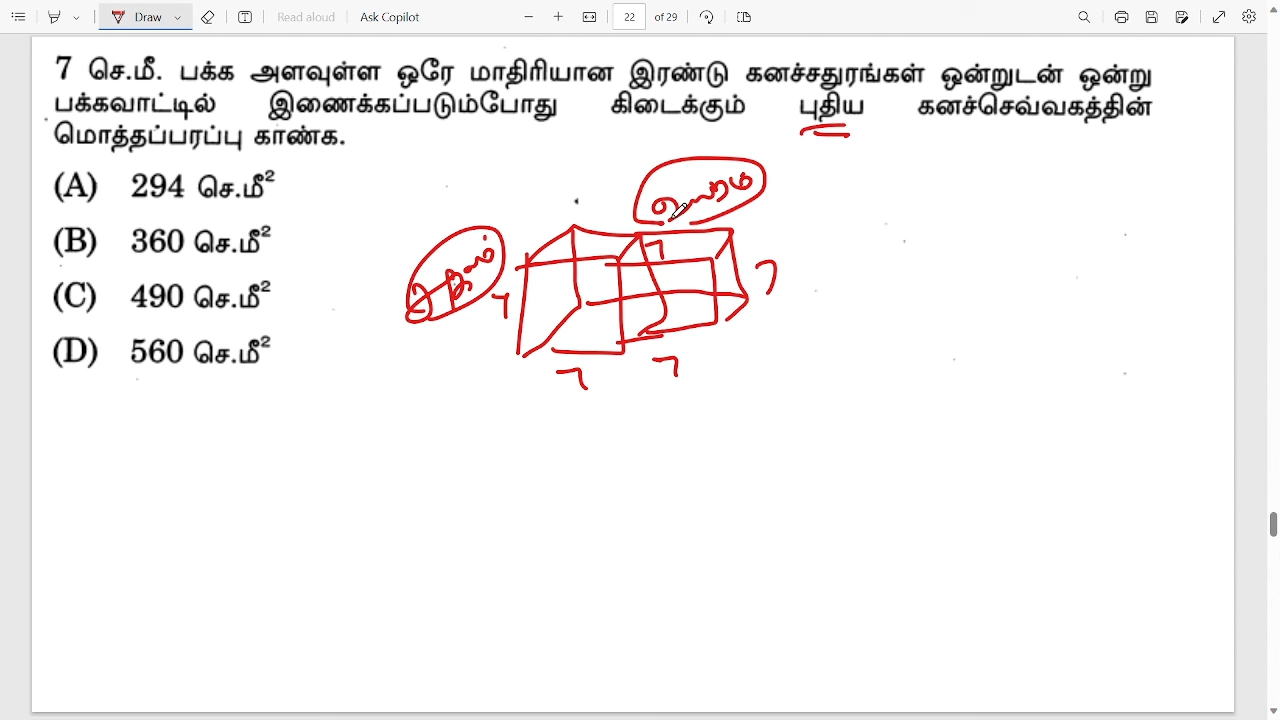 Draw
Read aloud
Ask Copilot
22
of 29
7 செ.மீ. பக்க அளவுள்ள ஒரே மாதிரியான இரண்டு கனச்சதுரங்கள் ஒன்றுடன் ஒன்று
பக்கவாட்டில் இணைக்கப்படும்போது கிடைக்கும் புதிய கனச்செவ்வகத்தின்
மொத்தப்பரப்பு காண்க.
(A) 294 செ.மீ²
(B) 360 செ.மீ²
(C) 490 செ.மீ²
(D) 560 செ.மீ²
7
7
7
7
7